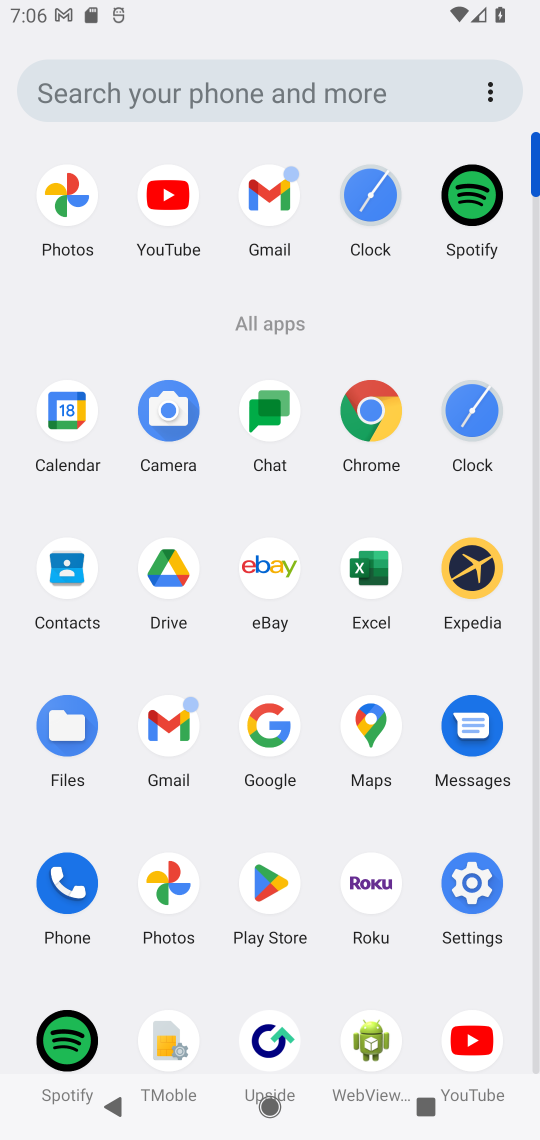 7:06
Search your phone and more
Photos YouTube Gmail Clock Spotify
All apps
18
Calendar Camera Chat Chrome Clock
ebay
X
Contacts Drive eBay Excel Expedia
Files Gmail Google Maps Messages
Roku
Phone Photos Play Store Roku Settings
Spotify TMoble Upside WebView... YouTube